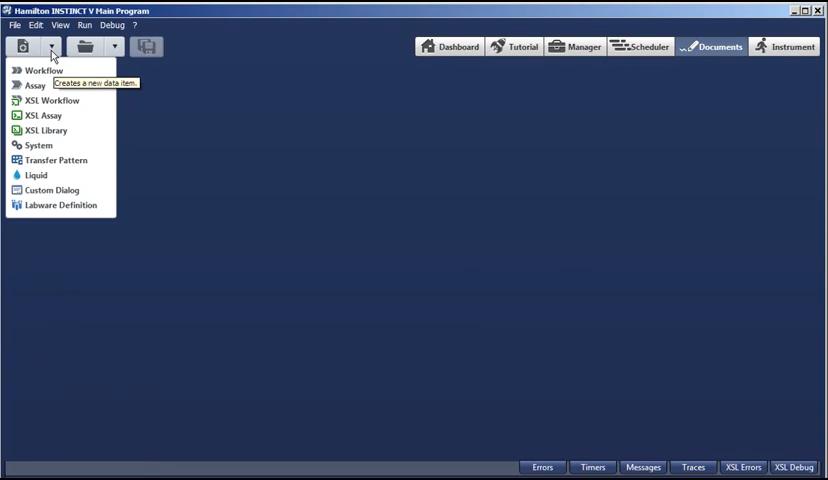 Hamilton INSTINCT V Main Program
File Edit View Run Debug ?
Dashboard Tutorial Manager Scheduler Documents Instrument
Workflow
Creates a new data item.
Assay
XSL Workflow
XSL Assay
XSL Library
System
Transfer Pattern
Liquid
Custom Dialog
Labware Definition
Errors Timers Messages Traces XSL Errors XSL Debug